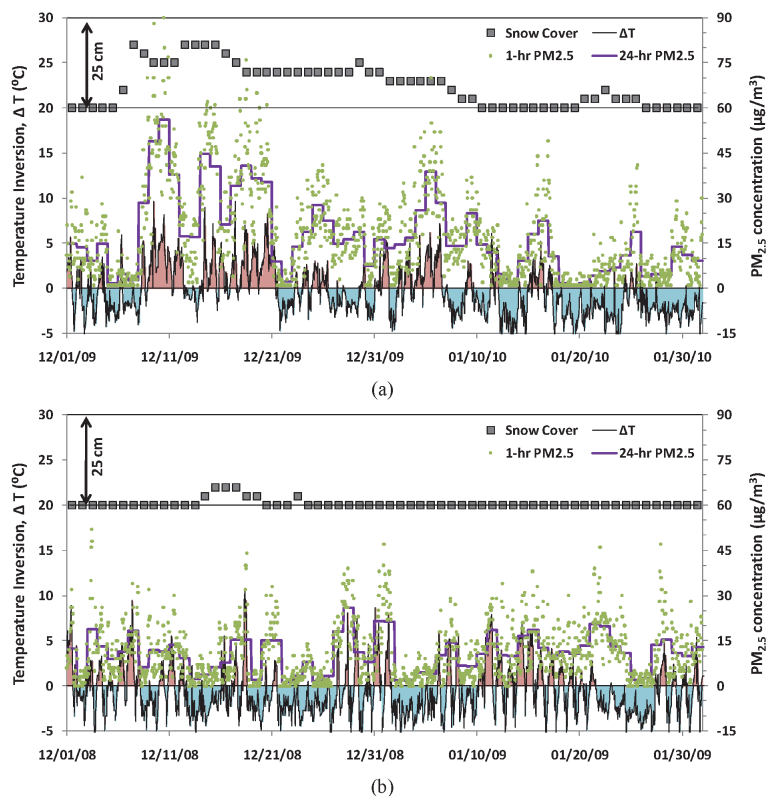 30
25
20
15
10
5
0
-5
90
75
60
45
30
15
0
-15
Temperature Inversion, Δ T (⁰C)
PM2.5 concentration (µg/m³)
25 cm
Snow Cover
ΔT
1-hr PM2.5
24-hr PM2.5
12/01/09
12/11/09
12/21/09
12/31/09
01/10/10
01/20/10
01/30/10
(a)
30
25
20
15
10
5
0
-5
90
75
60
45
30
15
0
-15
Temperature Inversion, Δ T (⁰C)
PM2.5 concentration (µg/m³)
25 cm
Snow Cover
ΔT
1-hr PM2.5
24-hr PM2.5
12/01/08
12/11/08
12/21/08
12/31/08
01/10/09
01/20/09
01/30/09
(b)